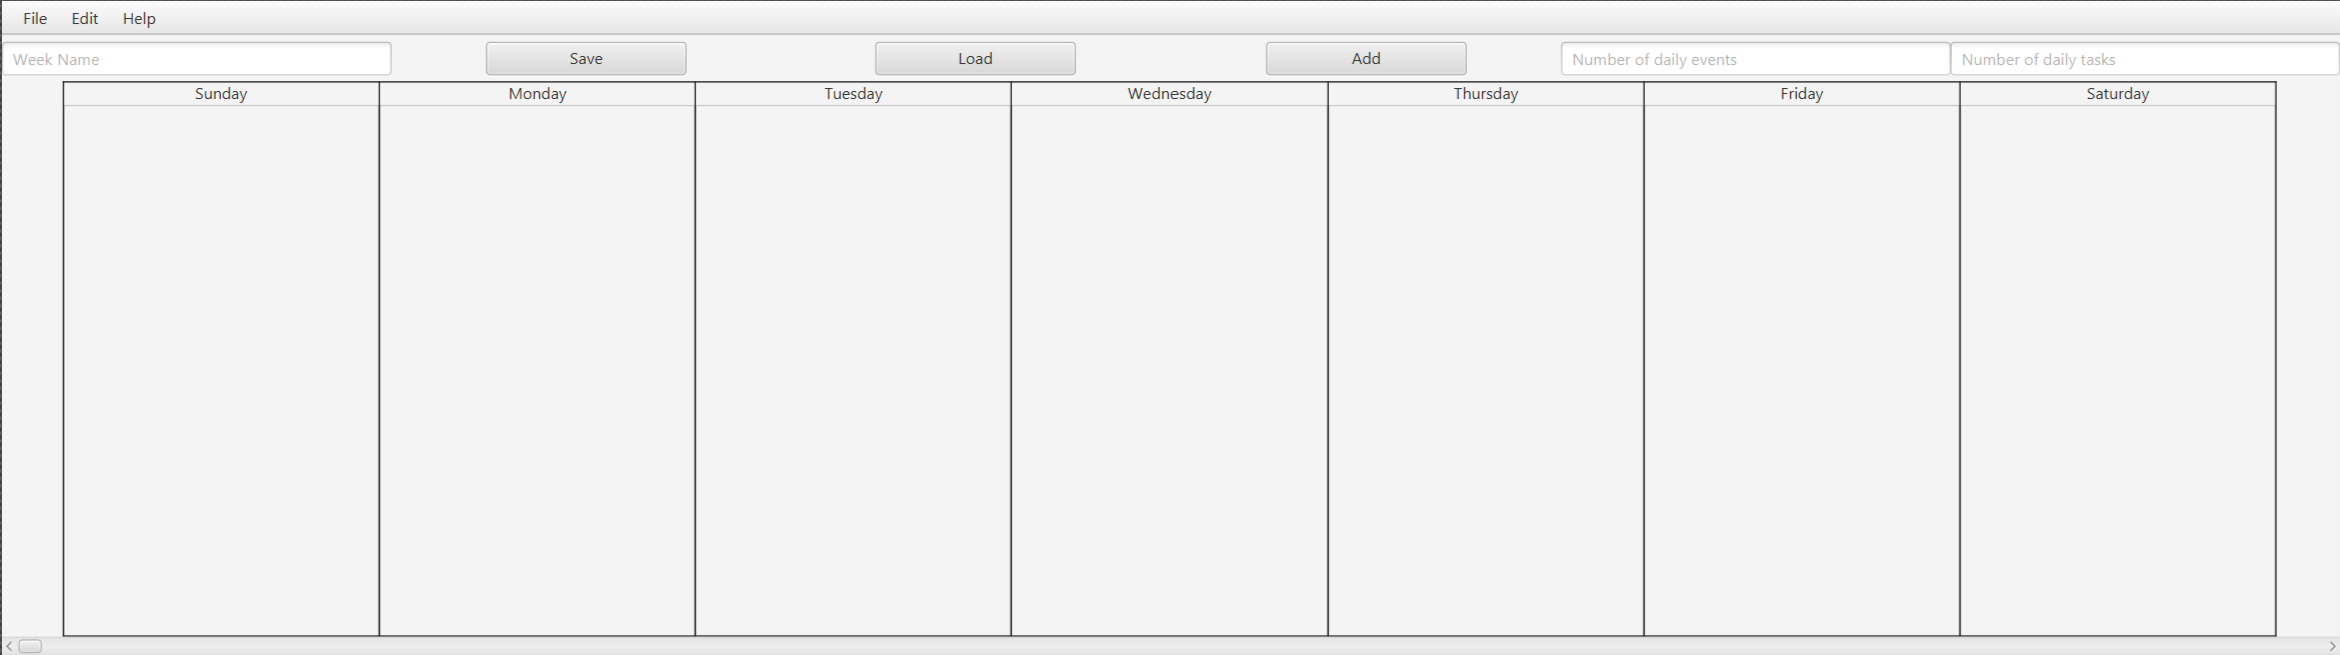 File Edit Help
Week Name Save Load Add Number of daily events Number of daily tasks
Sunday Monday Tuesday Wednesday Thursday Friday Saturday